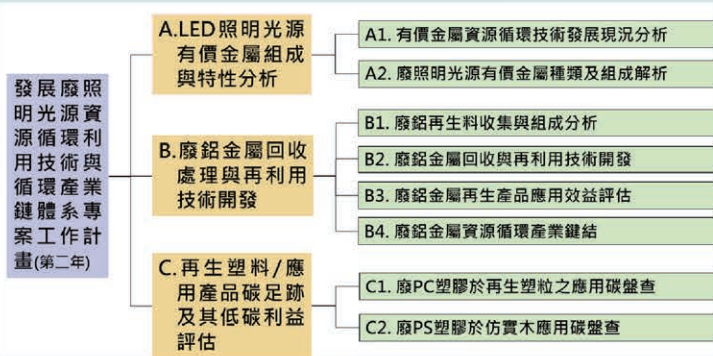 發展廢照
明光源資
源循環利
用技術與
循環產業
鏈體系專
案工作計
畫(第二年)
A.LED照明光源
有價金屬組成
與特性分析
A1. 有價金屬資源循環技術發展現況分析
A2. 廢照明光源有價金屬種類及組成解析
B.廢鋁金屬回收
處理與再利用
技術開發
B1. 廢鋁再生料收集與組成分析
B2. 廢鋁金屬回收與再利用技術開發
B3. 廢鋁金屬再生產品應用效益評估
B4. 廢鋁金屬資源循環產業鍵結
C.再生塑料/應
用產品碳足跡
及其低碳利益
評估
C1. 廢PC塑膠於再生塑粒之應用碳盤查
C2. 廢PS塑膠於仿實木應用碳盤查